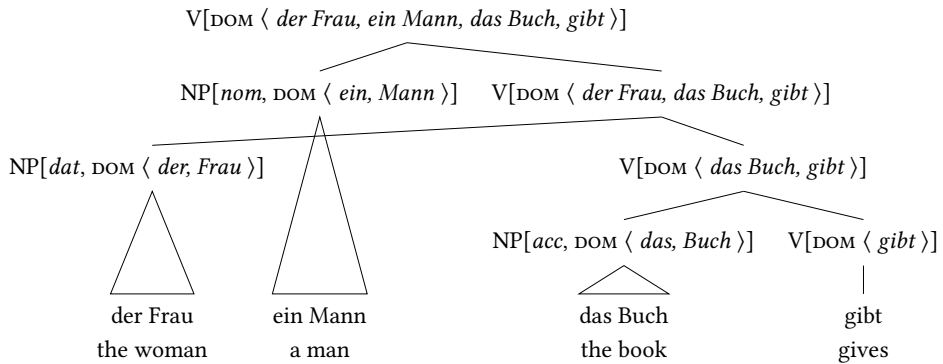 V[DOM ⟨ der Frau, ein Mann, das Buch, gibt ⟩]
NP[nom, DOM ⟨ ein, Mann ⟩] V[DOM ⟨ der Frau, das Buch, gibt ⟩]
NP[dat, DOM ⟨ der, Frau ⟩] V[DOM ⟨ das Buch, gibt ⟩]
NP[acc, DOM ⟨ das, Buch ⟩] V[DOM ⟨ gibt ⟩]
der Frau ein Mann das Buch gibt
the woman a man the book gives